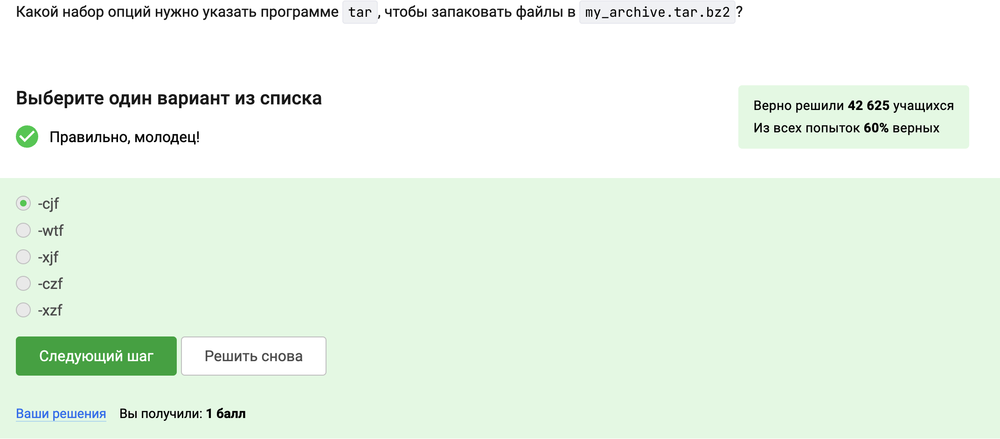 Какой набор опций нужно указать программе tar, чтобы запаковать файлы в my_archive.tar.bz2?
Выберите один вариант из списка
Правильно, молодец!
Верно решили 42 625 учащихся
Из всех попыток 60% верных
-cjf
-wtf
-xjf
-czf
-xzf
Следующий шаг
Решить снова
Ваши решения
Вы получили: 1 балл